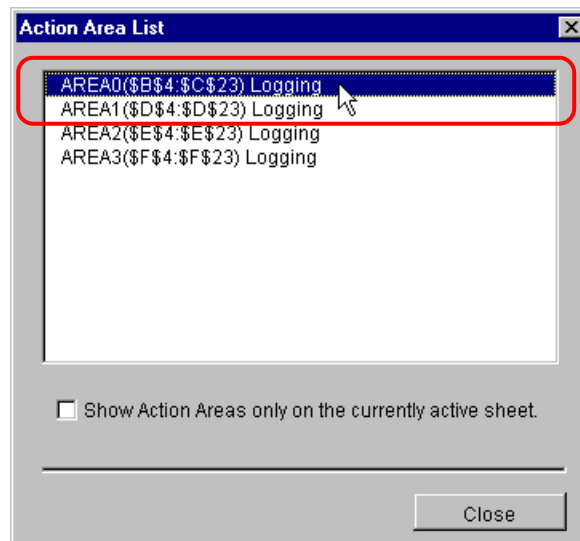 Action Area List
AREA0($B$4:$C$23) Logging
AREA1($D$4:$D$23) Logging
AREA2($E$4:$E$23) Logging
AREA3($F$4:$F$23) Logging
Show Action Areas only on the currently active sheet.
Close